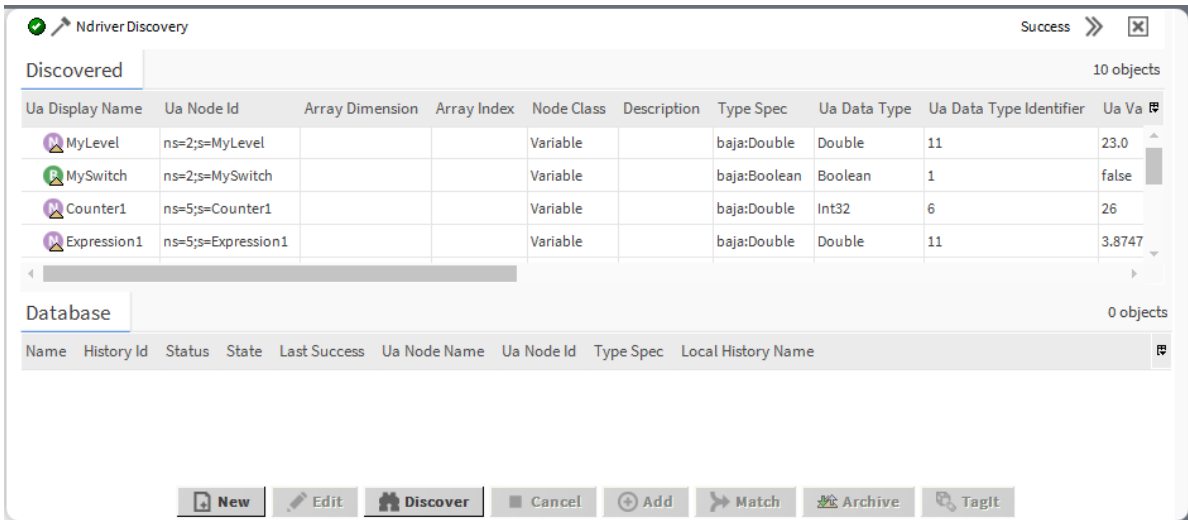 Ndriver Discovery Success
Discovered 10 objects
Ua Display Name Ua Node Id Array Dimension Array Index Node Class Description Type Spec Ua Data Type Ua Data Type Identifier Ua Va
N MyLevel ns=2;s=MyLevel Variable baja:Double Double 11 23.0
B MySwitch ns=2;s=MySwitch Variable baja:Boolean Boolean 1 false
N Counter1 ns=5;s=Counter1 Variable baja:Double Int32 6 26
N Expression1 ns=5;s=Expression1 Variable baja:Double Double 11 3.8747
Database 0 objects
Name History Id Status State Last Success Ua Node Name Ua Node Id Type Spec Local History Name
New Edit Discover Cancel Add Match Archive TagIt